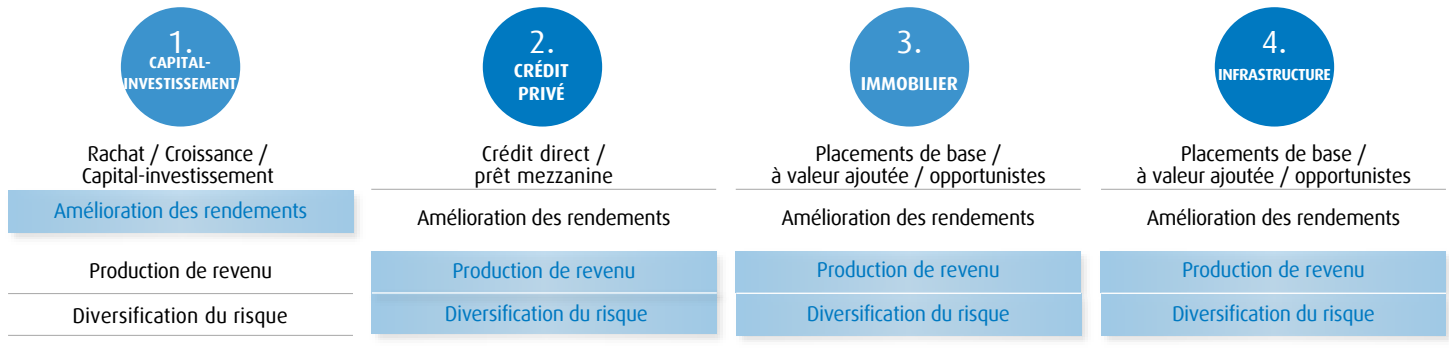 1.
CAPITAL-
INVESTISSEMENT
Rachat / Croissance /
Capital-investissement
Amélioration des rendements
Production de revenu
Diversification du risque
2.
CRÉDIT
PRIVÉ
Crédit direct /
prêt mezzanine
Amélioration des rendements
Production de revenu
Diversification du risque
3.
IMMOBILIER
Placements de base /
à valeur ajoutée / opportunistes
Amélioration des rendements
Production de revenu
Diversification du risque
4.
INFRASTRUCTURE
Placements de base /
à valeur ajoutée / opportunistes
Amélioration des rendements
Production de revenu
Diversification du risque